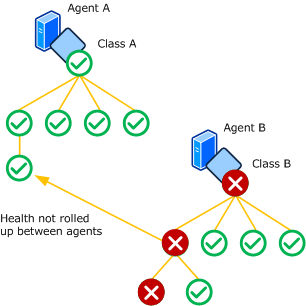 Agent A
Class A
Agent B
Class B
Health not rolled
up between agents